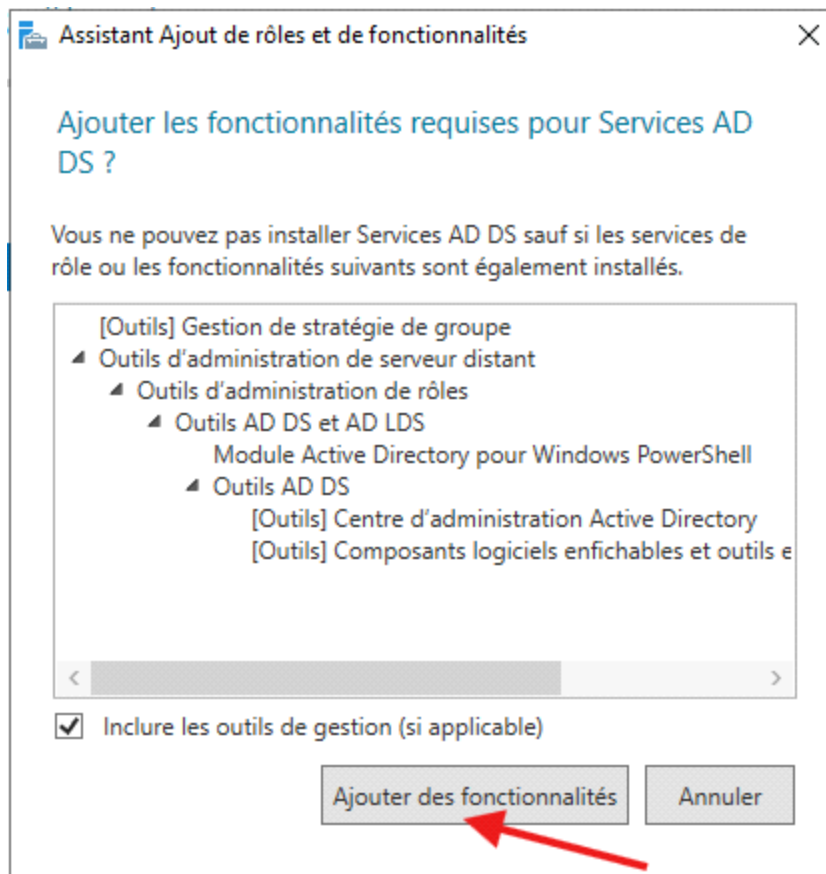 Assistant Ajout de rôles et de fonctionnalités
Ajouter les fonctionnalités requises pour Services AD
DS ?
Vous ne pouvez pas installer Services AD DS sauf si les services de
rôle ou les fonctionnalités suivants sont également installés.
[Outils] Gestion de stratégie de groupe
Outils d'administration de serveur distant
Outils d'administration de rôles
Outils AD DS et AD LDS
Module Active Directory pour Windows PowerShell
Outils AD DS
[Outils] Centre d'administration Active Directory
[Outils] Composants logiciels enfichables et outils e
Inclure les outils de gestion (si applicable)
Ajouter des fonctionnalités
Annuler